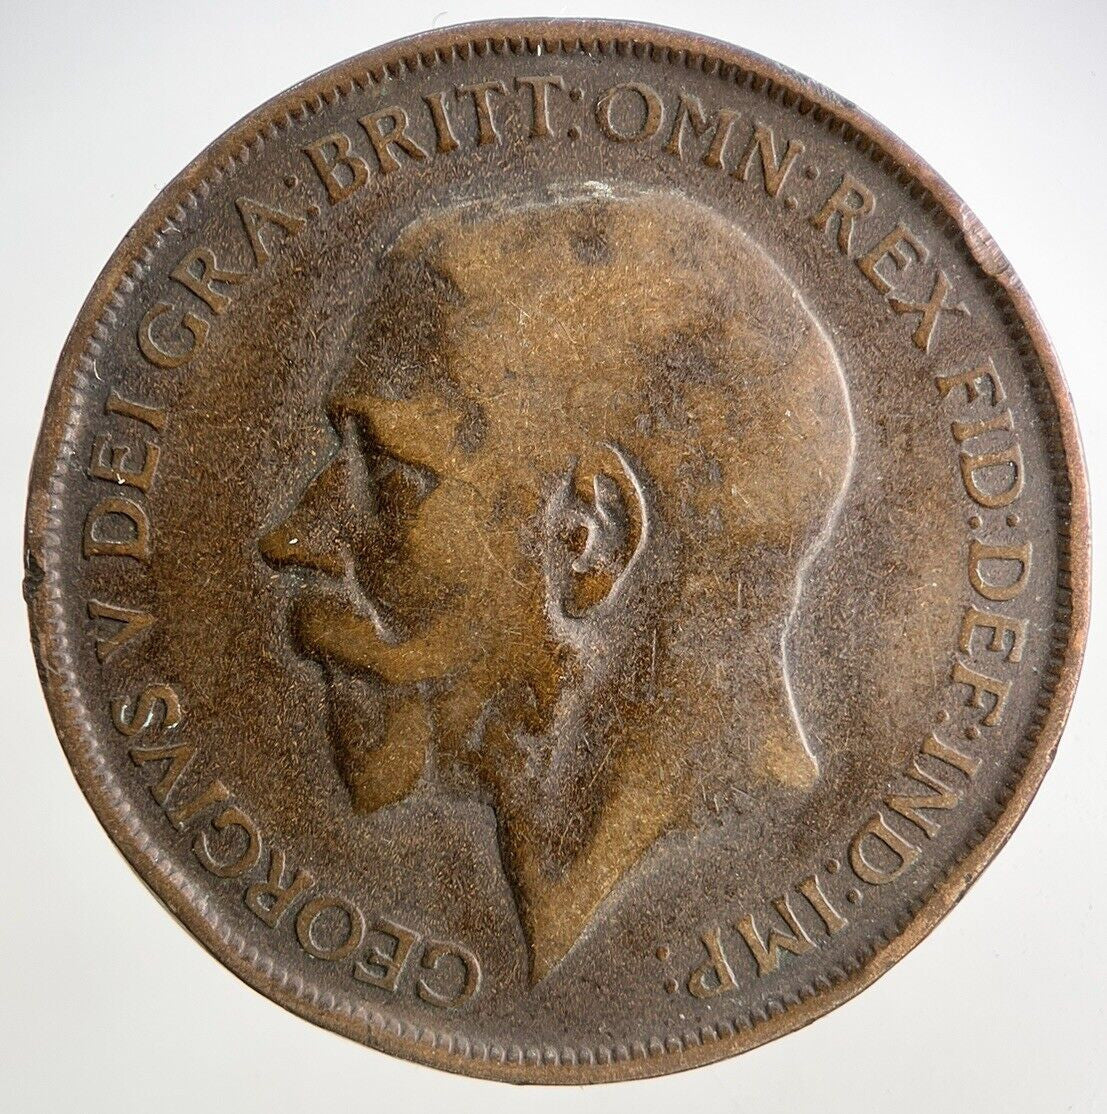 GEORGIVS V DEI GRA:BRITT:OMN:REX FID:DEF:IND:IMP: